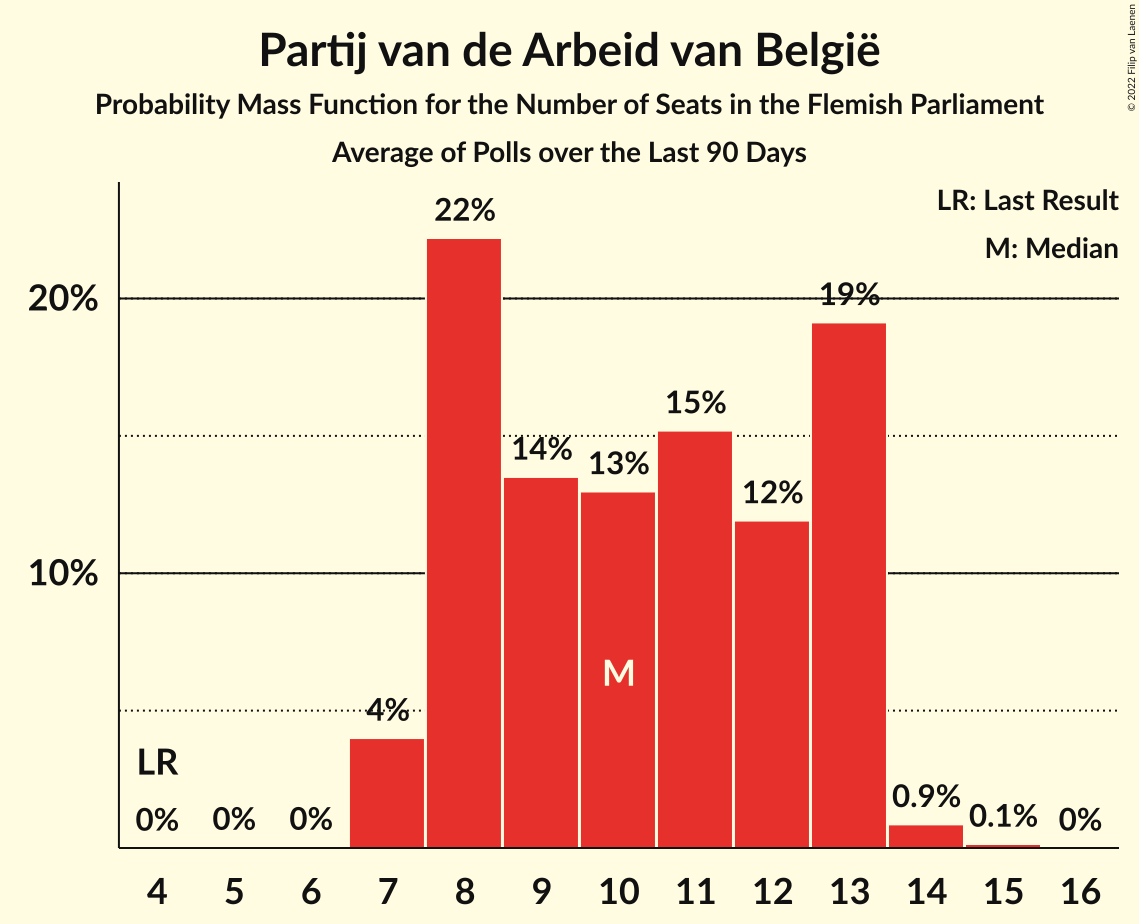 Partij van de Arbeid van België
Probability Mass Function for the Number of Seats in the Flemish Parliament
Average of Polls over the Last 90 Days
© 2022 Filip van Laenen
LR: Last Result
M: Median
20%
10%
LR
0%
0%
0%
4%
22%
14%
13%
15%
12%
19%
0.9%
0.1%
0%
M
4 5 6 7 8 9 10 11 12 13 14 15 16